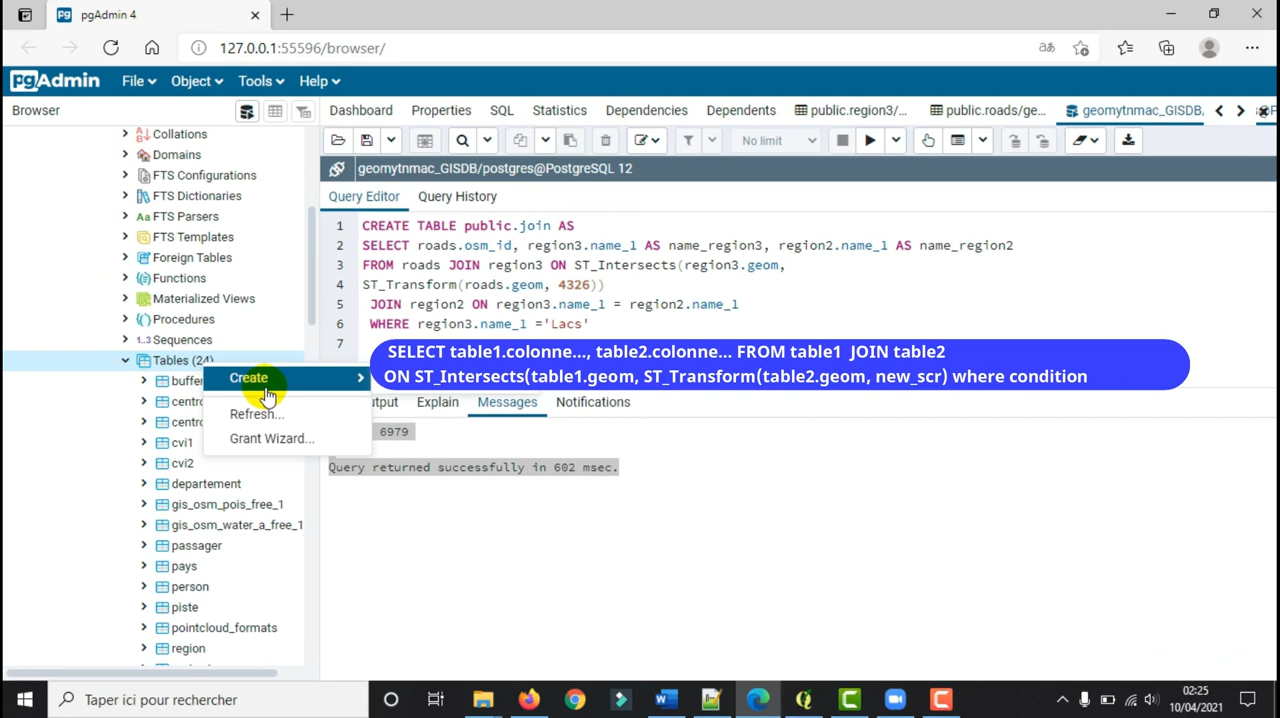 pgAdmin 4
127.0.0.1:55596/browser/
pgAdmin File Object Tools Help
Browser
Dashboard Properties SQL Statistics Dependencies Dependents public.region3/... public.roads/ge... geomytnmac_GISDB,
No limit
geomytnmac_GISDB/postgres@PostgreSQL 12
Query Editor Query History
Collations
Domains
FTS Configurations
FTS Dictionaries
Aa FTS Parsers
FTS Templates
Foreign Tables
Functions
Materialized Views
Procedures
1..3 Sequences
Tables (24)
buffer
centro
centro
cvi1
cvi2
departement
gis_osm_pois_free_1
gis_osm_water_a_free_1
passager
pays
person
piste
pointcloud_formats
region
Create
Refresh...
Grant Wizard...
1 CREATE TABLE public.join AS
2 SELECT roads.osm_id, region3.name_1 AS name_region3, region2.name_1 AS name_region2
3 FROM roads JOIN region3 ON ST_Intersects(region3.geom,
4 ST_Transform(roads.geom, 4326))
5 JOIN region2 ON region3.name_1 = region2.name_1
6 WHERE region3.name_1 ='Lacs'
7
SELECT table1.colonne..., table2.colonne... FROM table1 JOIN table2
ON ST_Intersects(table1.geom, ST_Transform(table2.geom, new_scr) where condition
tput Explain Messages Notifications
6979
Query returned successfully in 602 msec.
Taper ici pour rechercher
02:25
10/04/2021